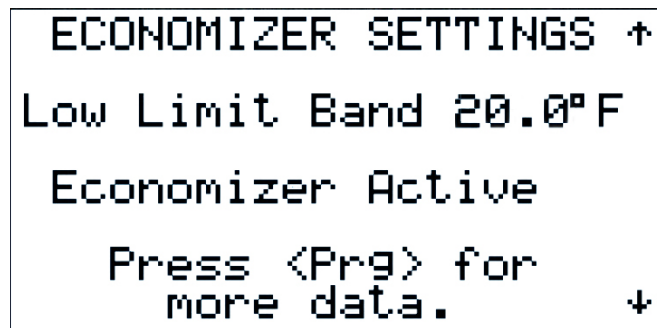 ECONOMIZER SETTINGS ↑
Low Limit Band 20.0°F
Economizer Active
Press <Prg> for
more data. ↓